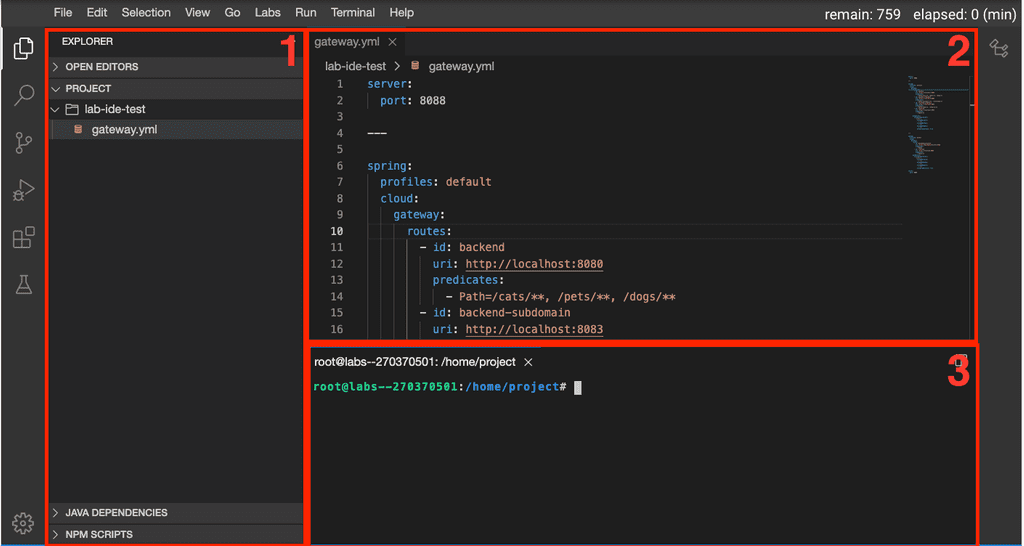 File Edit Selection View Go Labs Run Terminal Help
remain: 759 elapsed: 0 (min)
EXPLORER
1
OPEN EDITORS
PROJECT
lab-ide-test
gateway.yml
JAVA DEPENDENCIES
NPM SCRIPTS
gateway.yml
2
lab-ide-test > gateway.yml
1 server:
2 port: 8088
3
4 ---
5
6 spring:
7 profiles: default
8 cloud:
9 gateway:
10 routes:
11 - id: backend
12 uri: http://localhost:8080
13 predicates:
14 - Path=/cats/**, /pets/**, /dogs/**
15 - id: backend-subdomain
16 uri: http://localhost:8083
root@labs--270370501: /home/project
3
root@labs--270370501:/home/project#